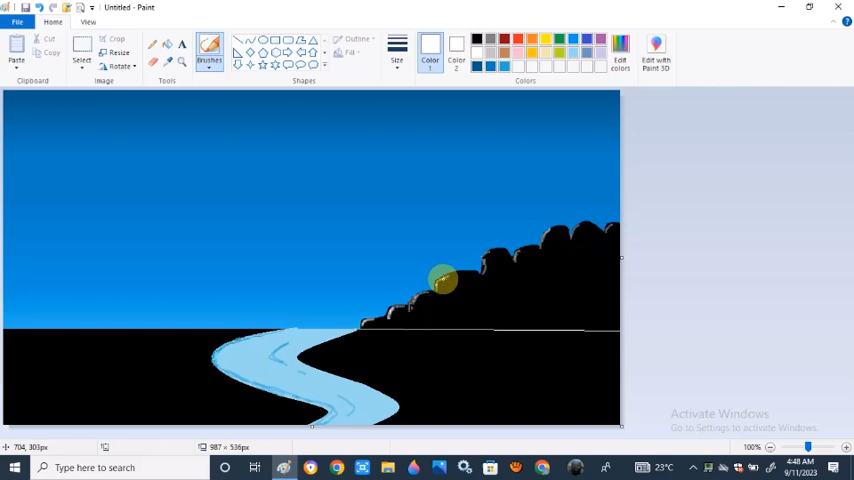 Untitled - Paint
File Home View
Paste
Cut
Copy
Clipboard
Select
Crop
Resize
Rotate
Image
A
Tools
Brushes
Outline
Fill
Shapes
Size
Color 1
Color 2
Edit colors
Colors
Edit with Paint 3D
Activate Windows
Go to Settings to activate Windows.
704, 303px
987 × 536px
100%
Type here to search
23°C
4:48 AM
9/11/2023